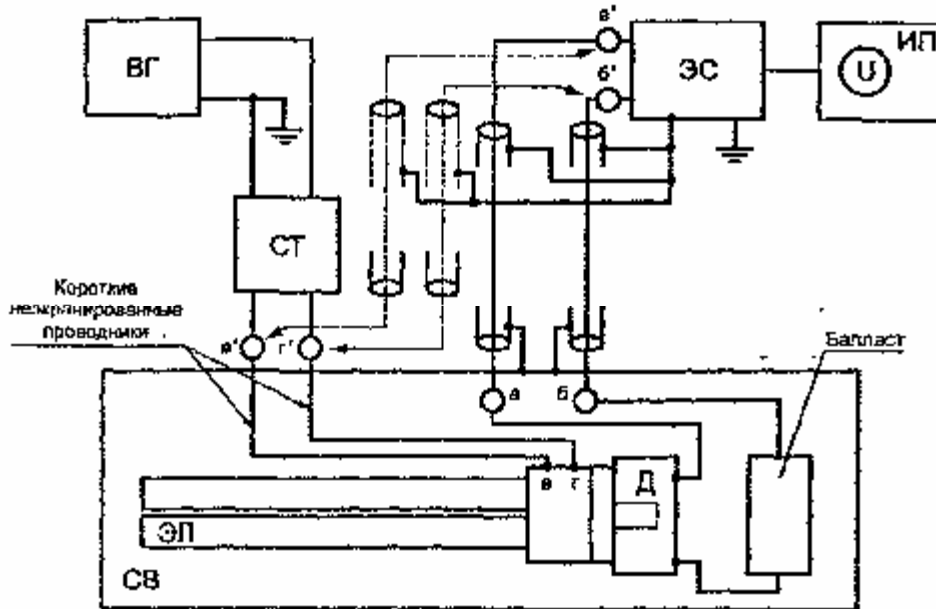 ВГ
а'
б'
ЭС
ИП
U
СТ
Короткие
неэкранированные
проводники
в'
г'
Балласт
а
б
в
г
Д
ЭЛ
СВ